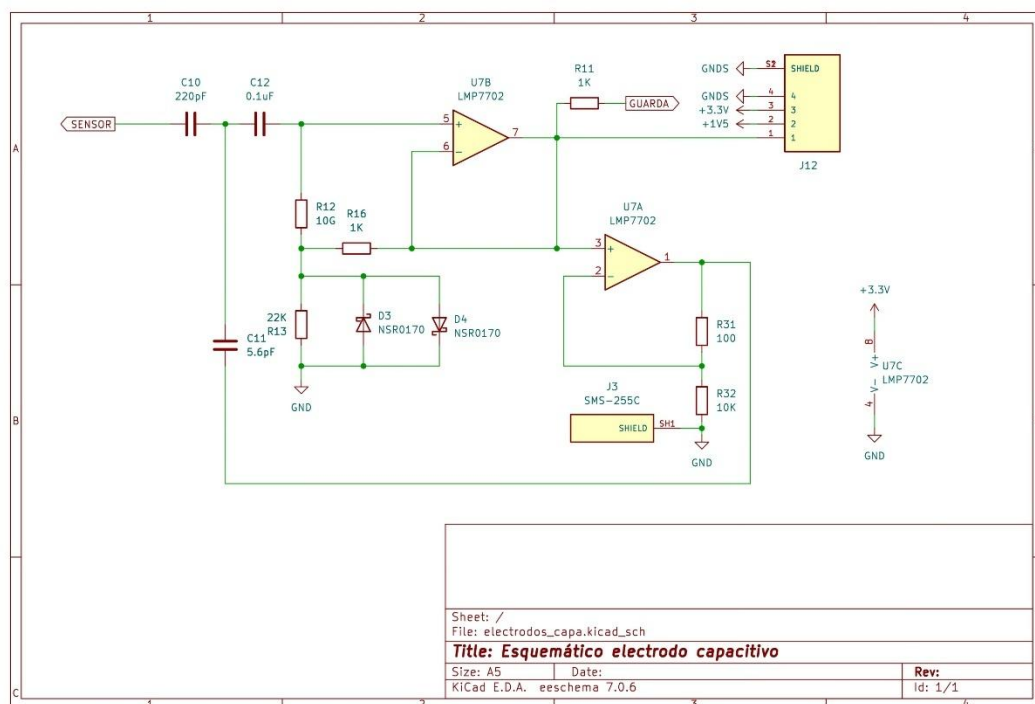 1 2 3 4
A
B
C
SENSOR
C10
220pF
C12
0.1uF
U7B
LMP7702
5
+
6
−
7
R11
1K
GUARDA
GNDS
S2
SHIELD
GNDS
4
4
+3.3V
3
3
+1V5
2
2
1
1
J12
R12
10G
R16
1K
U7A
LMP7702
3
+
2
−
1
22K
R13
D3
NSR0170
D4
NSR0170
C11
5.6pF
GND
R31
100
J3
SMS-255C
SHIELD
SH1
R32
10K
GND
+3.3V
8
V+
U7C
LMP7702
V-
4
GND
Sheet: /
File: electrodos_capa.kicad_sch
Title: Esquemático electrodo capacitivo
Size: A5 Date: Rev:
KiCad E.D.A. eeschema 7.0.6 Id: 1/1
1 2 3 4